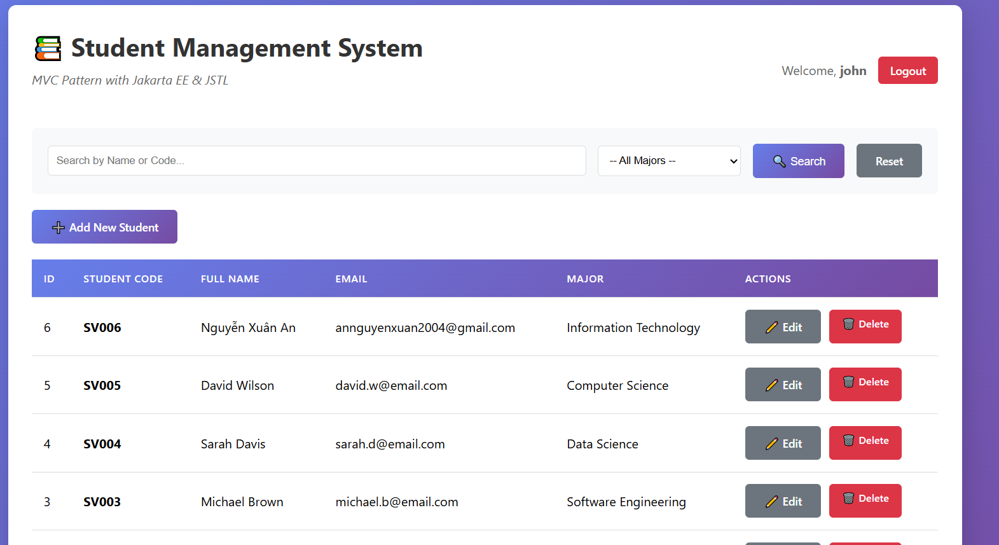 Student Management System
MVC Pattern with Jakarta EE & JSTL
Welcome, john Logout
Search by Name or Code... -- All Majors -- Search Reset
Add New Student
ID STUDENT CODE FULL NAME EMAIL MAJOR ACTIONS
6 SV006 Nguyễn Xuân An annguyenxuan2004@gmail.com Information Technology Edit Delete
5 SV005 David Wilson david.w@email.com Computer Science Edit Delete
4 SV004 Sarah Davis sarah.d@email.com Data Science Edit Delete
3 SV003 Michael Brown michael.b@email.com Software Engineering Edit Delete